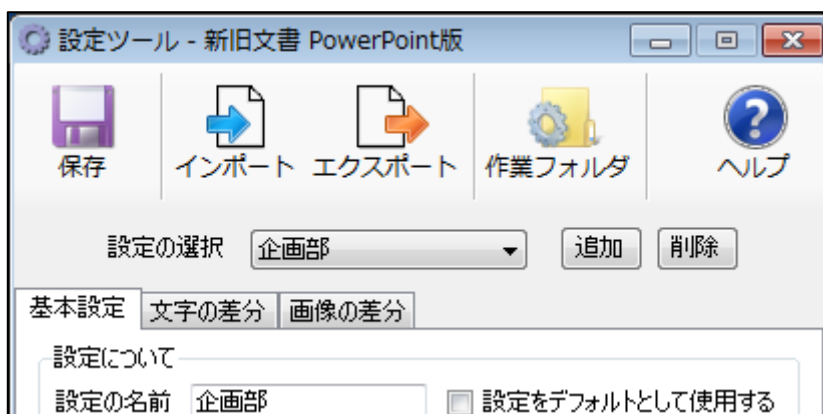 設定ツール - 新旧文書 PowerPoint版
保存 インポート エクスポート 作業フォルダ ヘルプ
設定の選択 企画部 追加 削除
基本設定 文字の差分 画像の差分
設定について
設定の名前 企画部 設定をデフォルトとして使用する